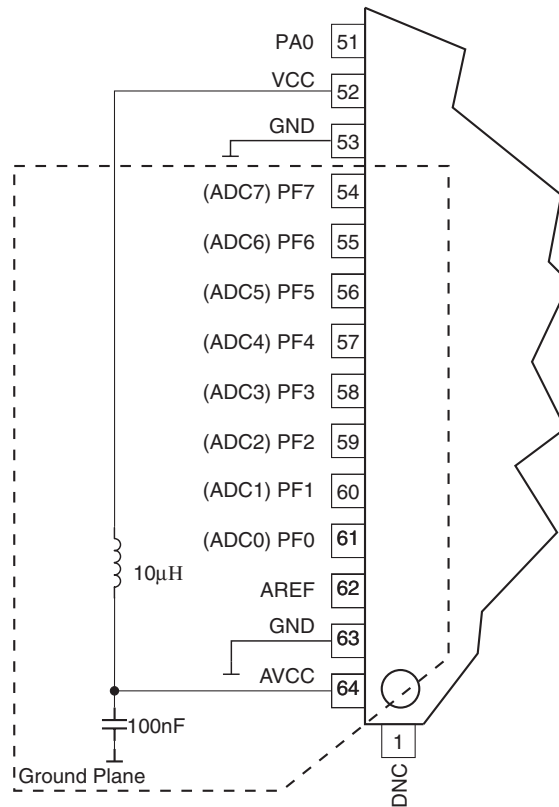 PA0 51
VCC 52
GND 53
(ADC7) PF7 54
(ADC6) PF6 55
(ADC5) PF5 56
(ADC4) PF4 57
(ADC3) PF3 58
(ADC2) PF2 59
(ADC1) PF1 60
(ADC0) PF0 61
10µH
AREF 62
GND 63
AVCC 64
100nF
Ground Plane
1
DNC